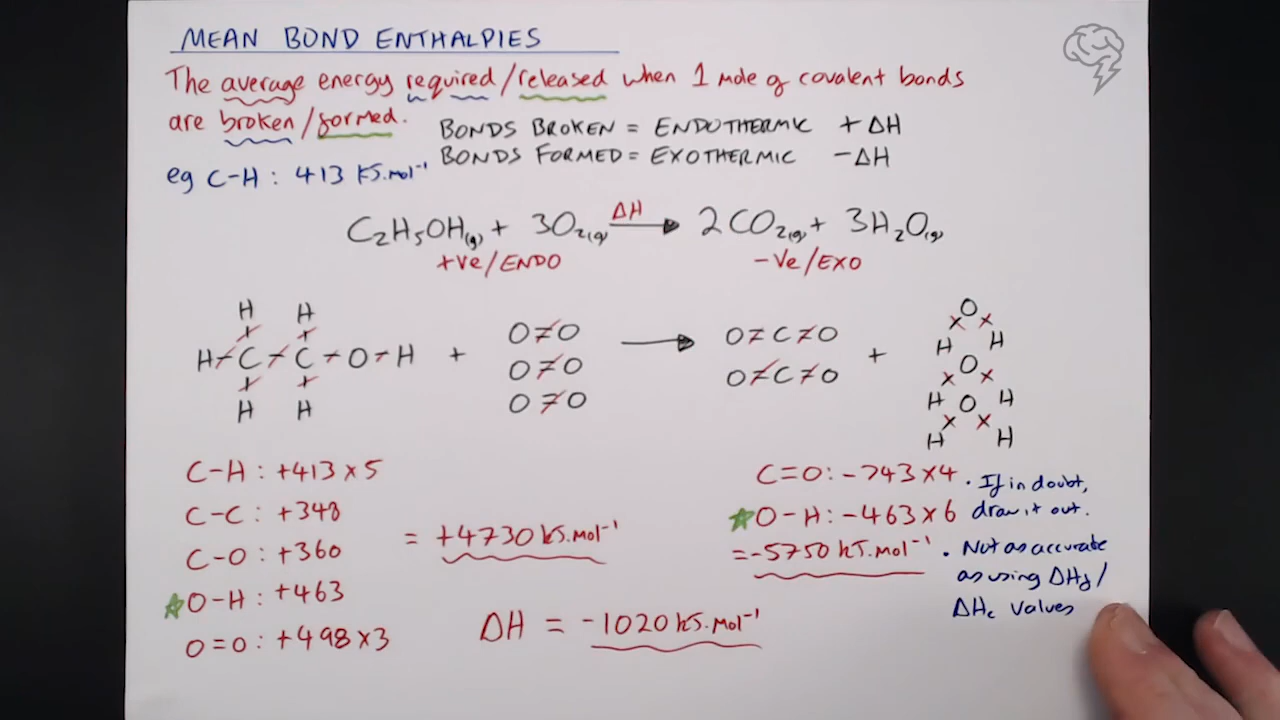 MEAN BOND ENTHALPIES
The average energy required/released when 1 mole of covalent bonds
are broken/formed.
BONDS BROKEN = ENDOTHERMIC +ΔH
BONDS FORMED = EXOTHERMIC -ΔH
eg C-H : 413 kJ.mol⁻¹
C₂H₅OH(g) + 3O₂(g) ΔH → 2CO₂(g) + 3H₂O(g)
+ve/ENDO -ve/EXO
H H
H-C-C-O-H + O=O → O=C=O + O
H H
O=O O=C=O O
H H
O=O O
H H H H
C-H : +413 x 5
C-C : +348
C-O : +360
O-H : +463
O=O : +498 x 3
= +4730 kJ.mol⁻¹
C=O : -743 x 4
O-H : -463 x 6
= -5750 kJ.mol⁻¹
ΔH = -1020 kJ.mol⁻¹
· If in doubt,
draw it out.
· Not as accurate
as using ΔHf/
ΔHc values